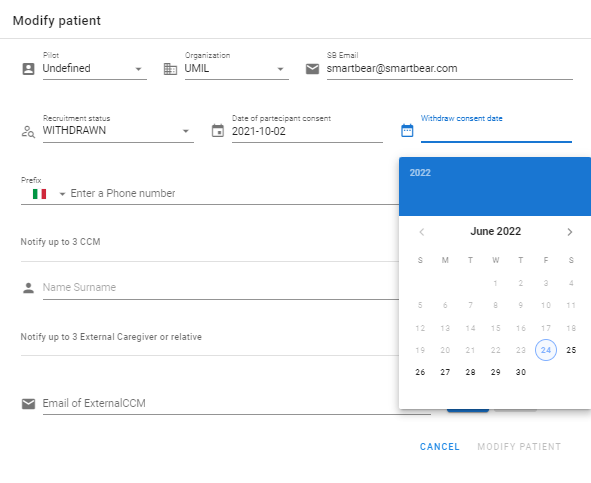 Modify patient
Pilot Organization SB Email
Undefined UMIL smartbear@smartbear.com
Recruitment status Date of partecipant consent Withdraw consent date
WITHDRAWN 2021-10-02
2022
Prefix
Enter a Phone number
June 2022
Notify up to 3 CCM
S M T W T F S
1 2 3 4
Name Surname
5 6 7 8 9 10 11
12 13 14 15 16 17 18
Notify up to 3 External Caregiver or relative
19 20 21 22 23 24 25
26 27 28 29 30
Email of ExternalCCM
CANCEL MODIFY PATIENT